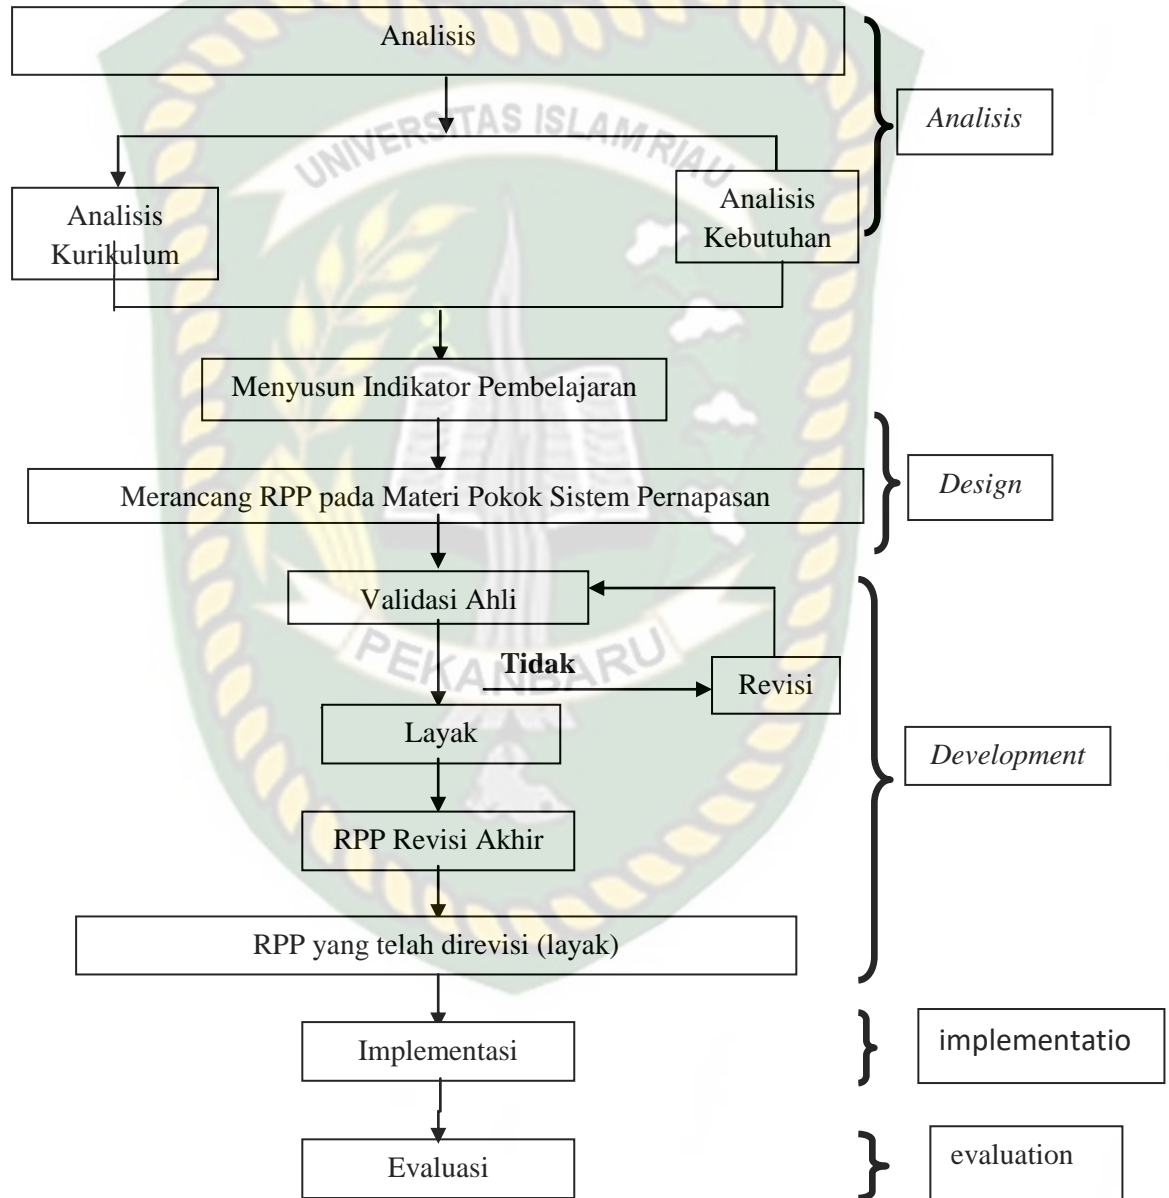 Analisis
Analisis
UNIVERSITAS ISLAM RIAU
Analisis
Kurikulum
Analisis
Kebutuhan
Menyusun Indikator Pembelajaran
Merancang RPP pada Materi Pokok Sistem Pernapasan
Design
Validasi Ahli
PEKANBARU
Tidak
Revisi
Layak
Development
RPP Revisi Akhir
RPP yang telah direvisi (layak)
Implementasi
implementatio
Evaluasi
evaluation